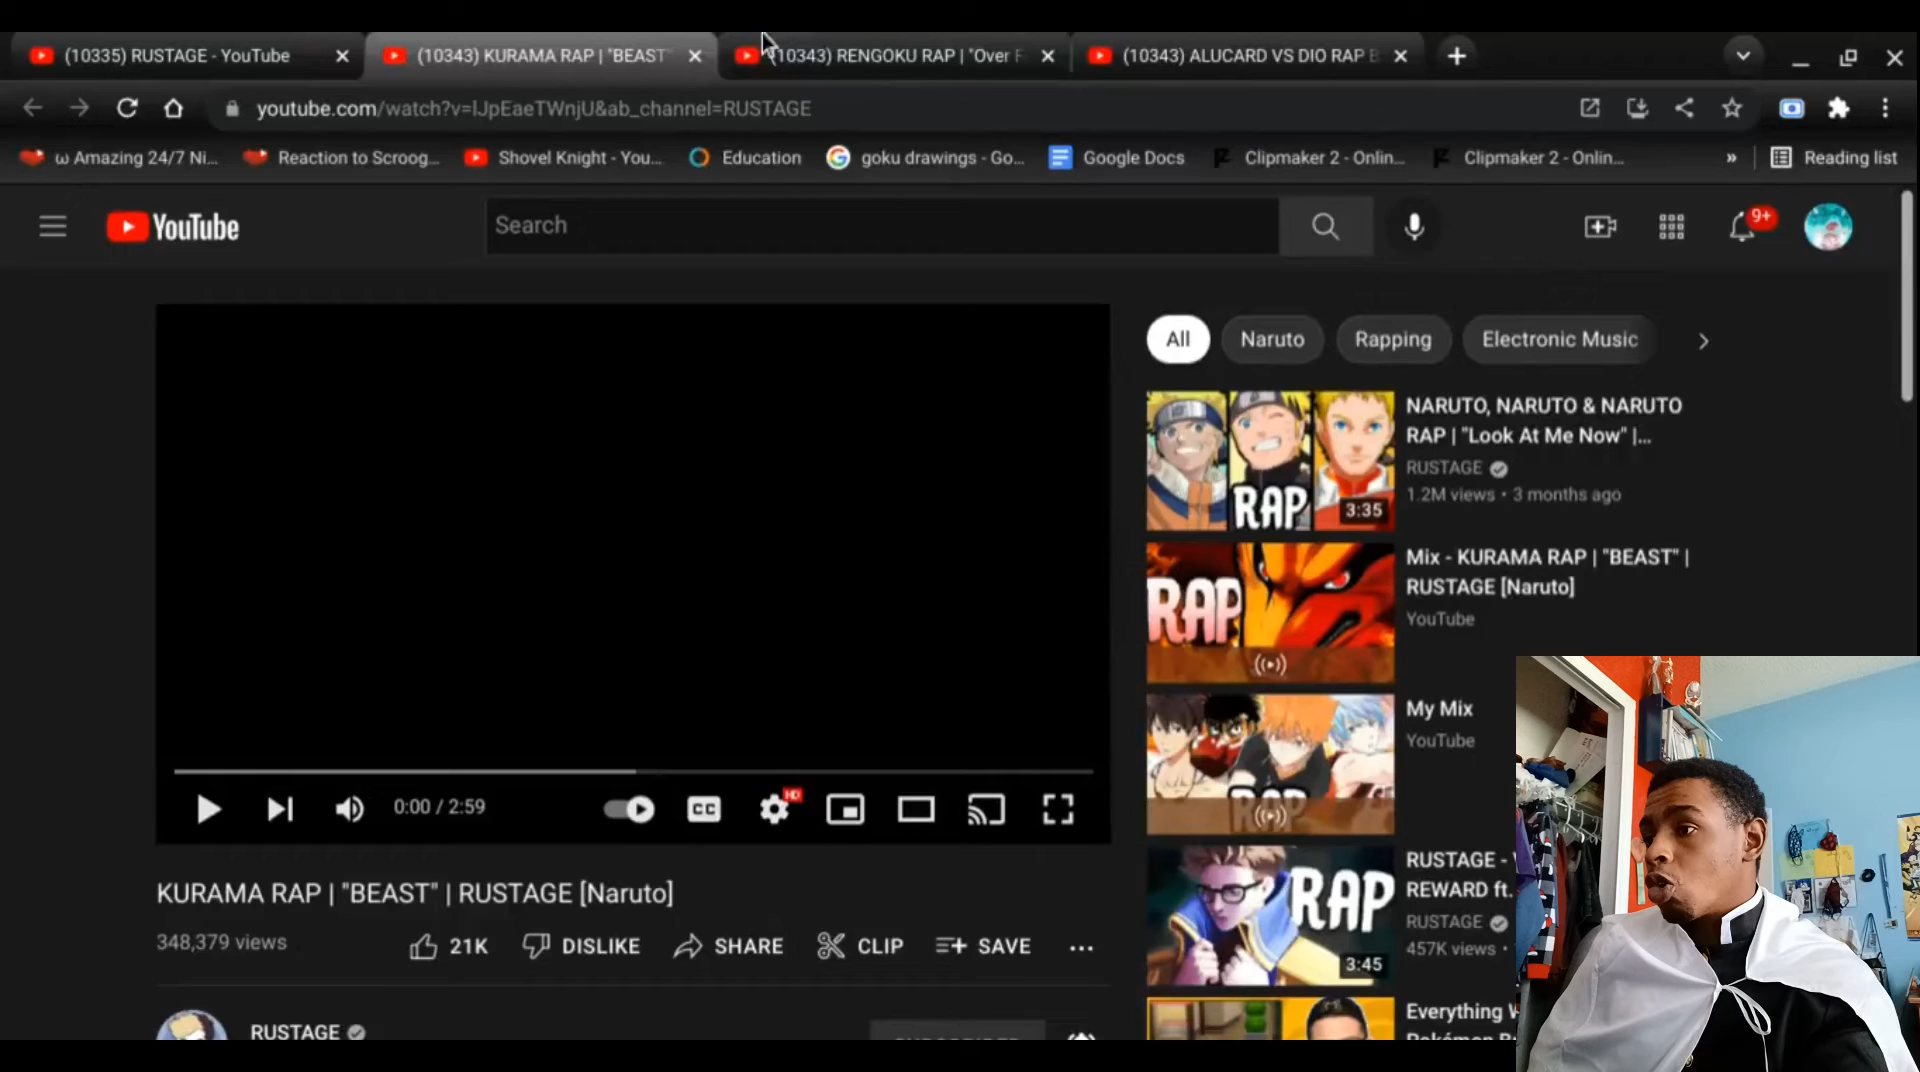 (10335) RUSTAGE - YouTube
(10343) KURAMA RAP | "BEAST"
(10343) RENGOKU RAP | "Over F
(10343) ALUCARD VS DIO RAP B
youtube.com/watch?v=IJpEaeTWnjU&ab_channel=RUSTAGE
ω Amazing 24/7 Ni...
Reaction to Scroog...
Shovel Knight - You...
Education
goku drawings - Go...
Google Docs
Clipmaker 2 - Onlin...
Clipmaker 2 - Onlin...
»
Reading list
YouTube
Search
9+
All
Naruto
Rapping
Electronic Music
RAP
3:35
NARUTO, NARUTO & NARUTO
RAP | "Look At Me Now" |...
RUSTAGE
1.2M views • 3 months ago
RAP
Mix - KURAMA RAP | "BEAST" |
RUSTAGE [Naruto]
YouTube
RAP
My Mix
YouTube
0:00 / 2:59
CC
HD
RAP
3:45
RUSTAGE -
REWARD ft.
RUSTAGE
457K views •
KURAMA RAP | "BEAST" | RUSTAGE [Naruto]
348,379 views
21K
DISLIKE
SHARE
CLIP
SAVE
Everything
RUSTAGE